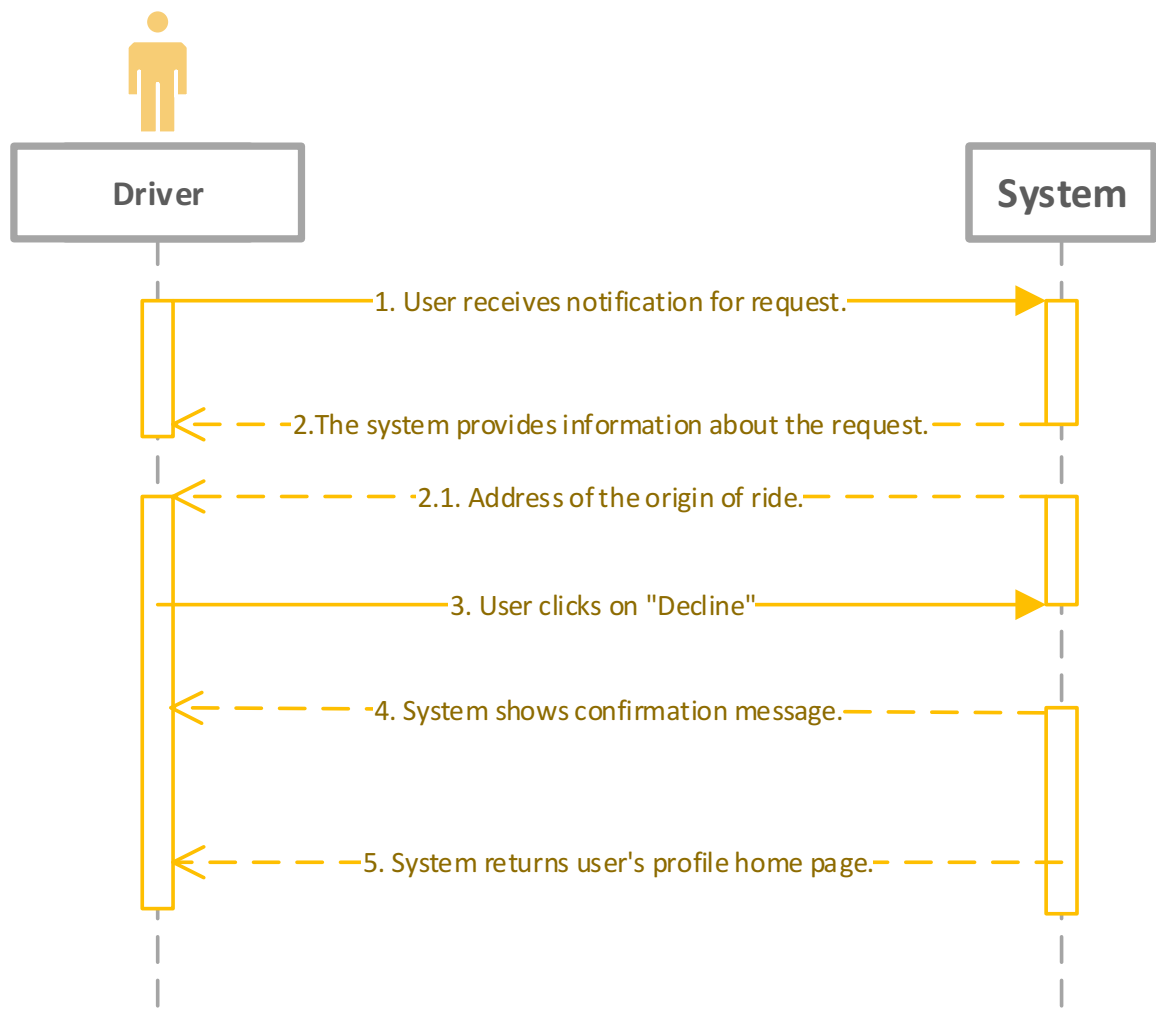 Driver
System
1. User receives notification for request.
2.The system provides information about the request.
2.1. Address of the origin of ride.
3. User clicks on "Decline"
4. System shows confirmation message.
5. System returns user's profile home page.